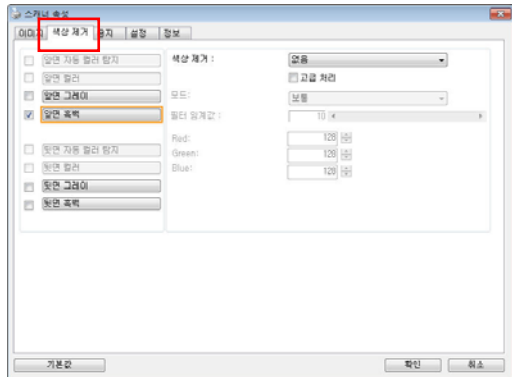 스캐너 속성
이미지 색상 제거 용지 설정 정보
앞면 자동 컬러 탐지
앞면 컬러
앞면 그레이
앞면 흑백
뒷면 자동 컬러 탐지
뒷면 컬러
뒷면 그레이
뒷면 흑백
색상 제거 : 없음
고급 처리
모드: 보통
필터 임계값 : 10
Red: 128
Green: 128
Blue: 128
기본값 확인 취소